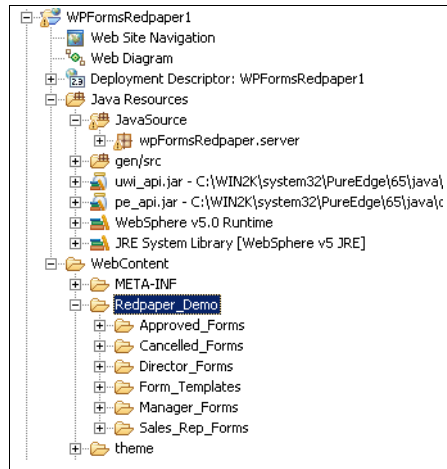 WPFormsRedpaper1
Web Site Navigation
Web Diagram
2.3 Deployment Descriptor: WPFormsRedpaper1
Java Resources
JavaSource
wpFormsRedpaper.server
gen/src
uwi_api.jar - C:\WIN2K\system32\PureEdge\65\java\
pe_api.jar - C:\WIN2K\system32\PureEdge\65\java\c
WebSphere v5.0 Runtime
JRE System Library [WebSphere v5 JRE]
WebContent
META-INF
Redpaper_Demo
Approved_Forms
Cancelled_Forms
Director_Forms
Form_Templates
Manager_Forms
Sales_Rep_Forms
theme